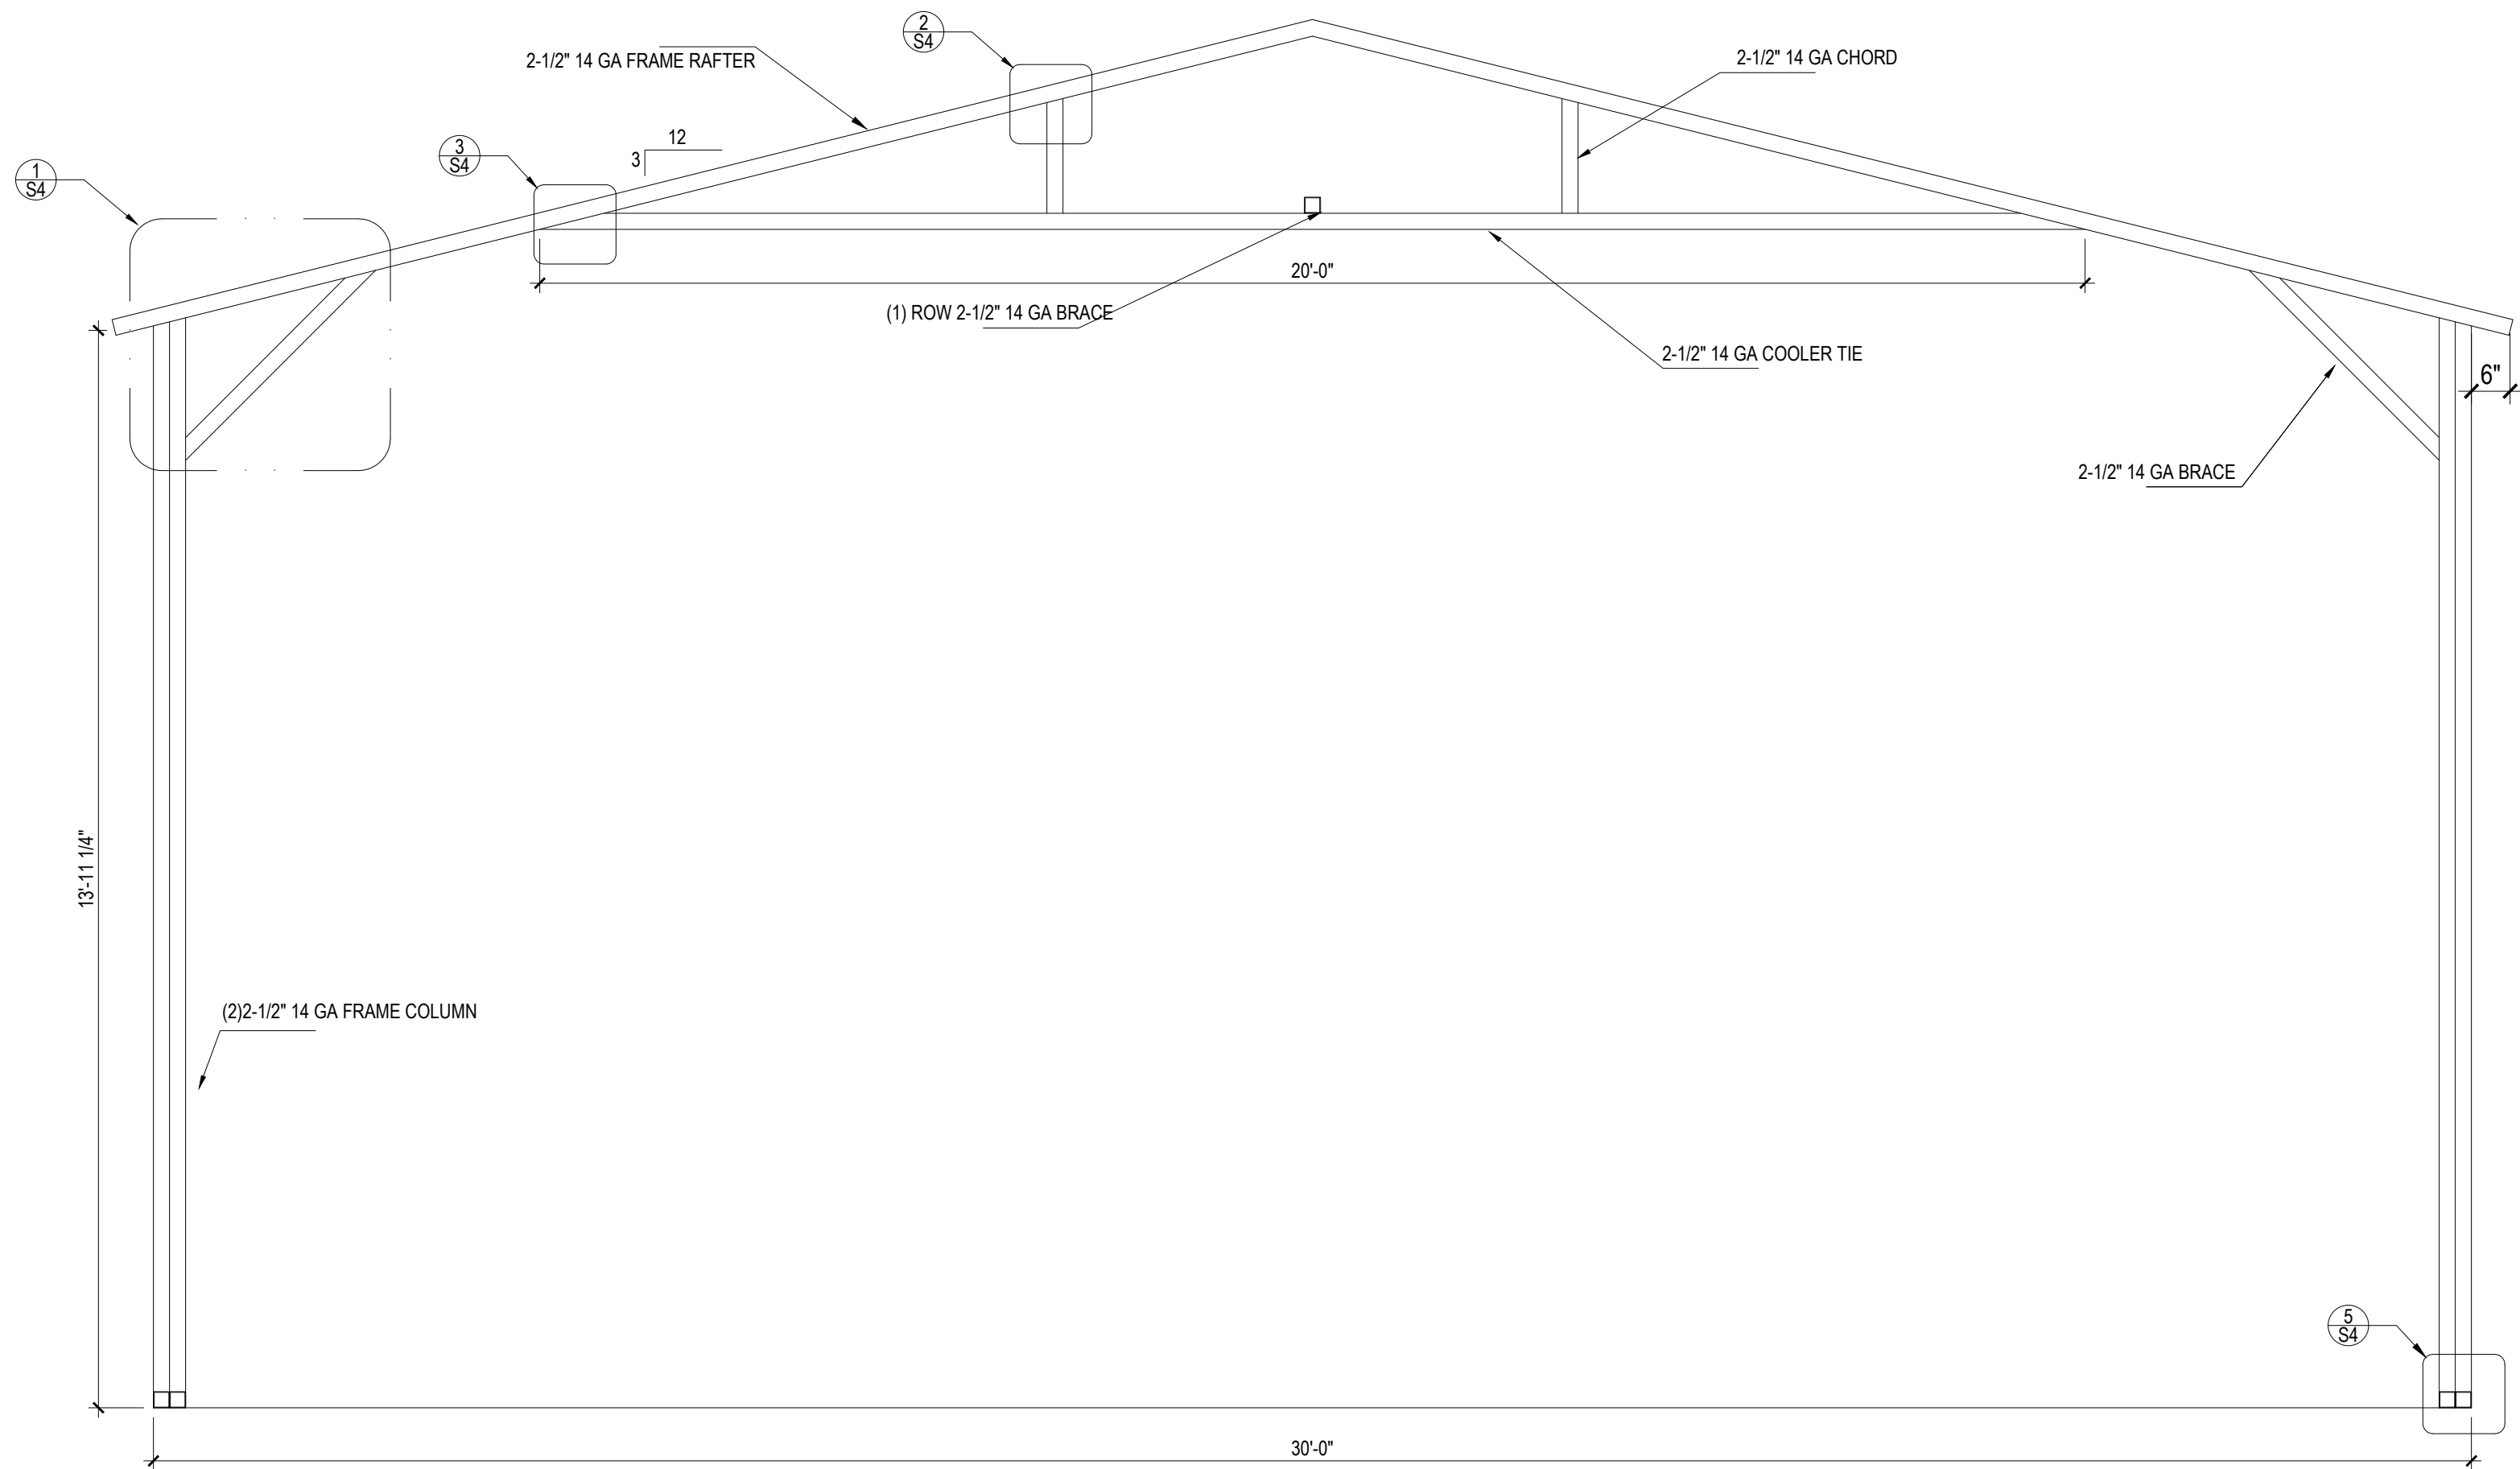 2
S4
2-1/2" 14 GA FRAME RAFTER
2-1/2" 14 GA CHORD
12
3
3
S4
1
S4
20'-0"
(1) ROW 2-1/2" 14 GA BRACE
2-1/2" 14 GA COOLER TIE
6"
2-1/2" 14 GA BRACE
13'-11 1/4"
(2)2-1/2" 14 GA FRAME COLUMN
5
S4
30'-0"